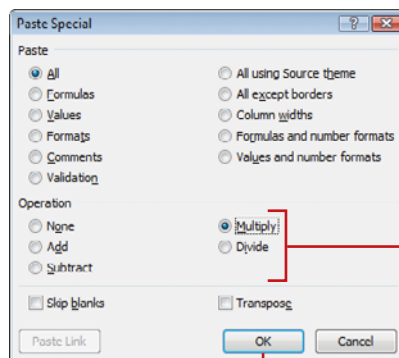 Paste Special
Paste
All
All using Source theme
Formulas
All except borders
Values
Column widths
Formats
Formulas and number formats
Comments
Values and number formats
Validation
Operation
None
Multiply
Add
Divide
Subtract
Skip blanks
Transpose
Paste Link
OK
Cancel